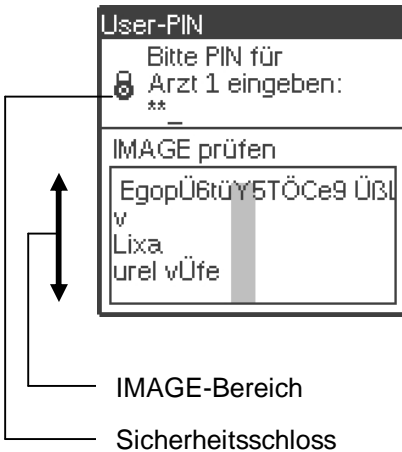 User-PIN
Bitte PIN für
Arzt 1 eingeben:
**_
IMAGE prüfen
EgopÜ6tüY5TÖCe9 ÜßL
v
Lixa
urel vÜfe
IMAGE-Bereich
Sicherheitsschloss